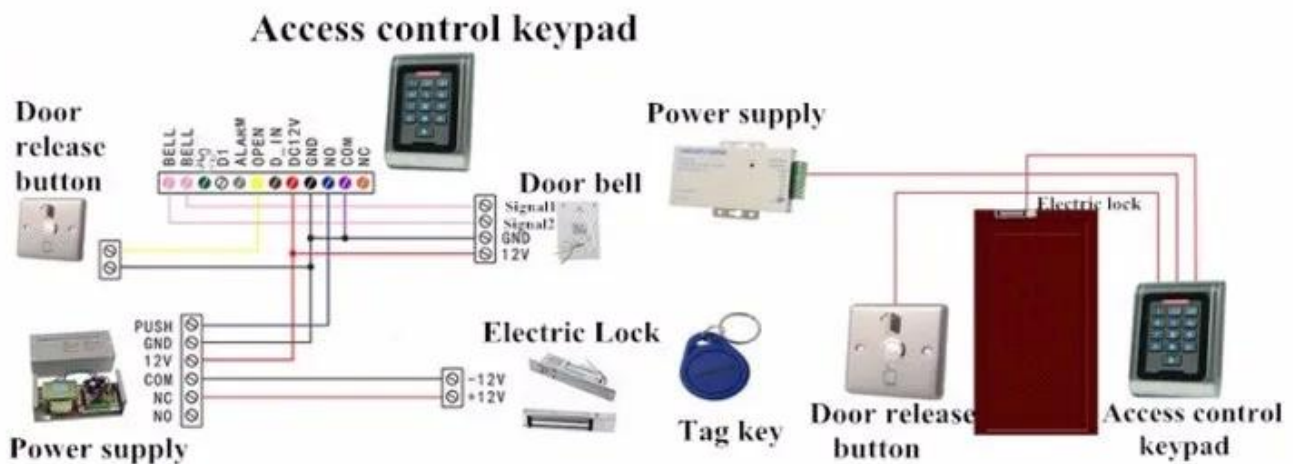 Access control keypad
Door
release
button
BELL
BELL
D1
ALARM
OPEN
D_IN
DC12V
GND
NO
COM
NC
Door bell
Signal1
Signal2
GND
12V
PUSH
GND
12V
COM
NC
NO
Power supply
Electric Lock
-12V
+12V
Tag key
Power supply
Electric lock
Door release
button
Access control
keypad